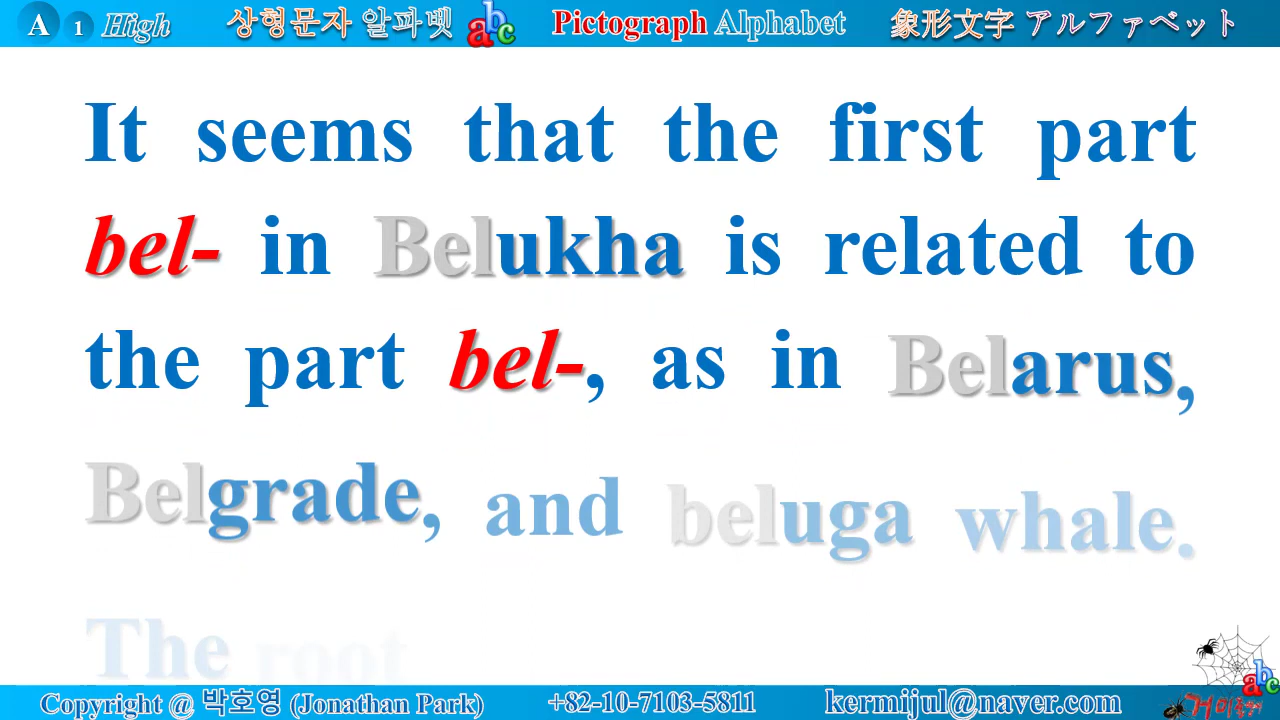 A 1 High 상형문자 알파벳 abc Pictograph Alphabet 象形文字 アルファベット
It seems that the first part
bel- in Belukha is related to
the part bel-, as in Belarus,
Belgrade, and beluga whale.
The root
abc
Copyright @ 박호영 (Jonathan Park) +82-10-7103-5811 kermijul@naver.com